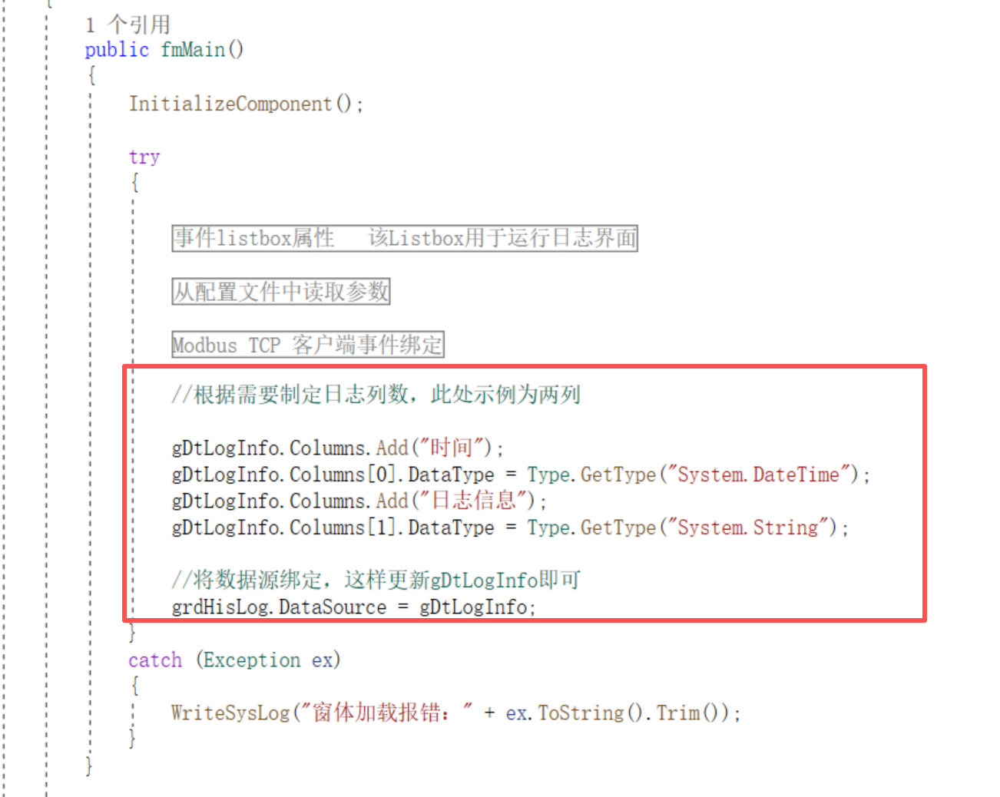 {
1 个引用
public fmMain()
{
InitializeComponent();
try
{
事件listbox属性   该Listbox用于运行日志界面
从配置文件中读取参数
Modbus TCP 客户端事件绑定
//根据需要制定日志列数，此处示例为两列
gDtLogInfo.Columns.Add("时间");
gDtLogInfo.Columns[0].DataType = Type.GetType("System.DateTime");
gDtLogInfo.Columns.Add("日志信息");
gDtLogInfo.Columns[1].DataType = Type.GetType("System.String");
//将数据源绑定，这样更新gDtLogInfo即可
grdHisLog.DataSource = gDtLogInfo;
}
catch (Exception ex)
{
WriteSysLog("窗体加载报错：" + ex.ToString().Trim());
}
}